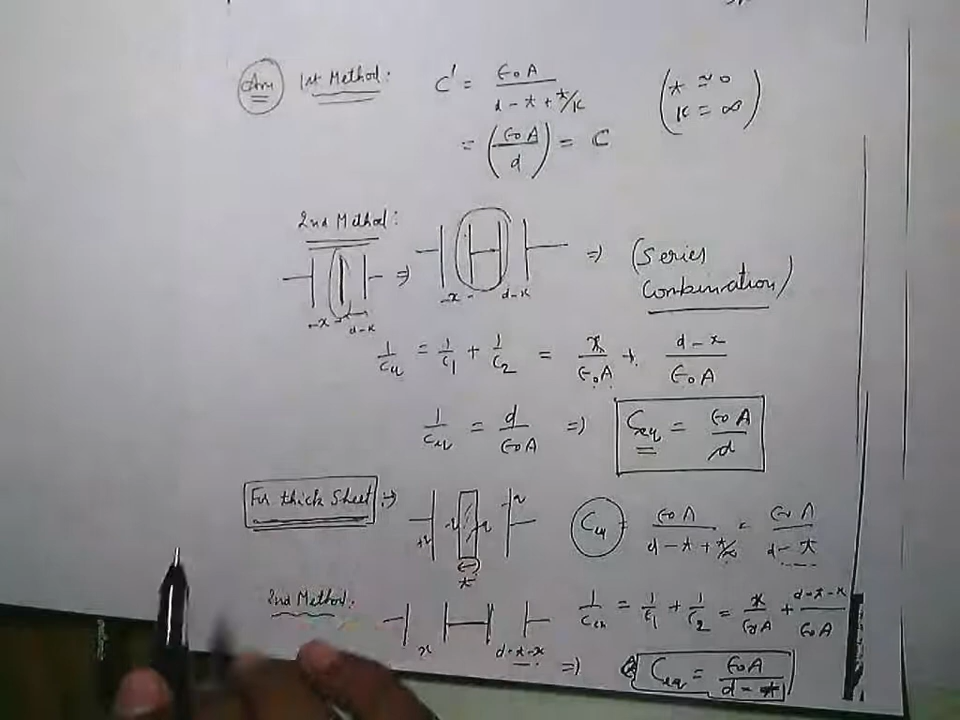 Ans 1st Method: C' = ε₀A / (d - t + t/K) (t ≈ 0, K = ∞)
= (ε₀A / d) = C
2nd Method:
⇒ ⇒ (Series Combination)
x d-x x d-x
1/Ceq = 1/C₁ + 1/C₂ = x/ε₀A + (d-x)/ε₀A
1/Ceq = d/ε₀A ⇒ Ceq = ε₀A/d
For thick Sheet :→ +q -q q t Ceq = ε₀A / (d - t + t/∞) = ε₀A / (d - t)
2nd Method: x d-t-x 1/Ceq = 1/C₁ + 1/C₂ = x/ε₀A + (d-t-x)/ε₀A
⇒ Ceq = ε₀A / (d - t)